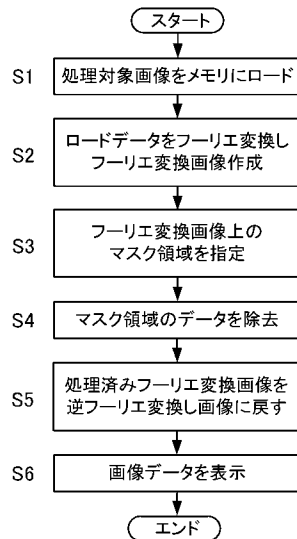 スタート
S1
処理対象画像をメモリにロード
S2
ロードデータをフーリエ変換し
フーリエ変換画像作成
S3
フーリエ変換画像上の
マスク領域を指定
S4
マスク領域のデータを除去
S5
処理済みフーリエ変換画像を
逆フーリエ変換し画像に戻す
S6
画像データを表示
エンド